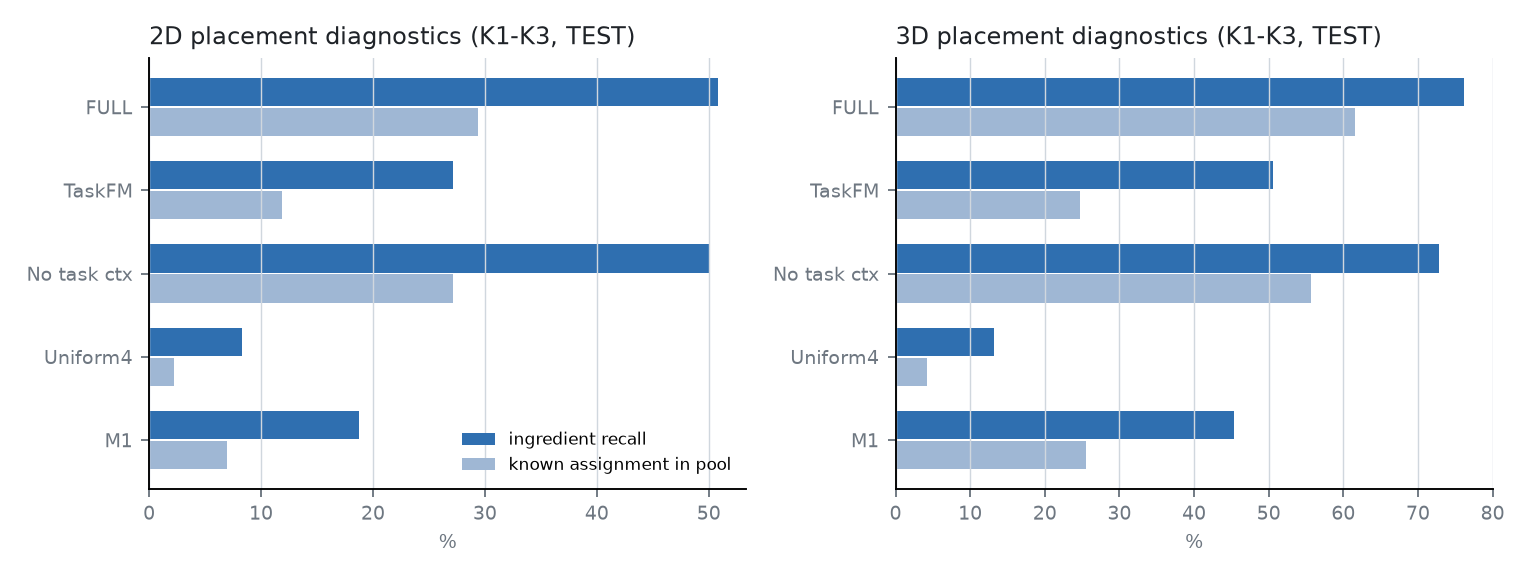 2D placement diagnostics (K1-K3, TEST)
FULL
TaskFM
No task ctx
Uniform4
M1
ingredient recall
known assignment in pool
0 10 20 30 40 50
%
3D placement diagnostics (K1-K3, TEST)
FULL
TaskFM
No task ctx
Uniform4
M1
0 10 20 30 40 50 60 70 80
%